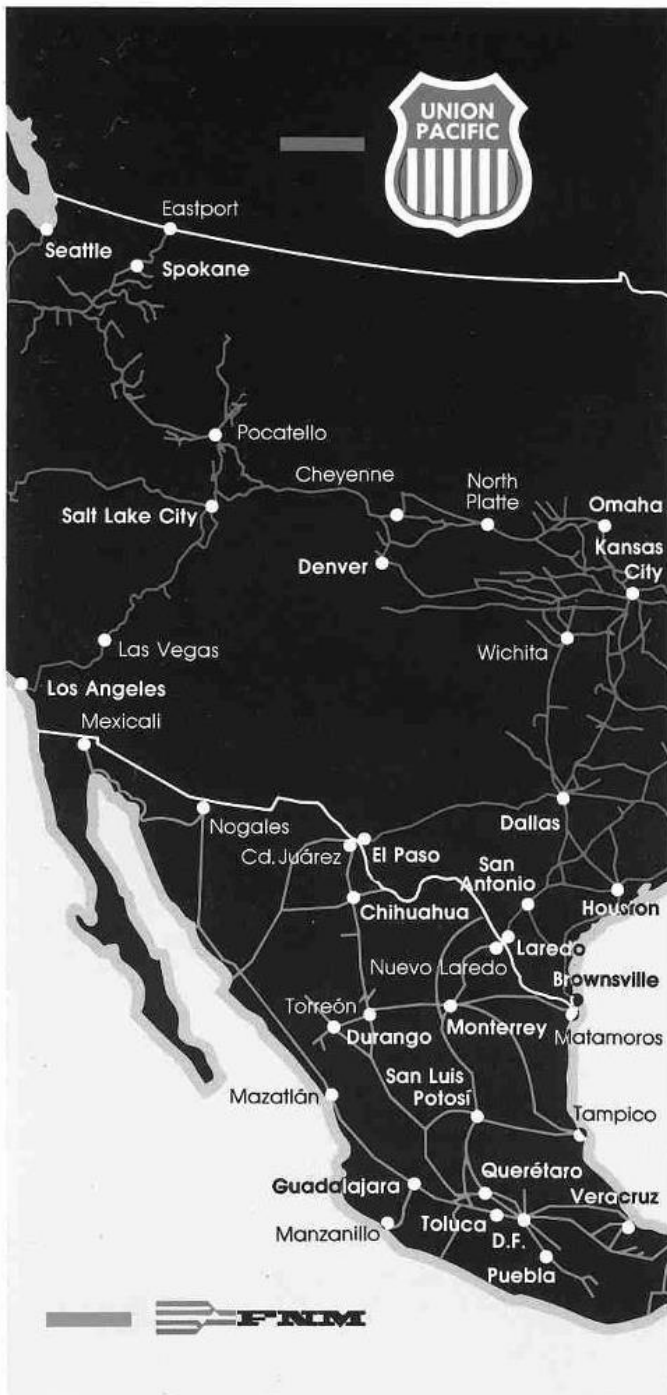 UNION
PACIFIC
Eastport
Seattle
Spokane
Pocatello
Cheyenne
North
Platte
Omaha
Salt Lake City
Kansas
City
Denver
Las Vegas
Wichita
Los Angeles
Mexicali
Nogales
Dallas
Cd. Juárez
El Paso
San
Antonio
Chihuahua
Houston
Laredo
Nuevo Laredo
Brownsville
Torreón
Durango
Monterrey
Matamoros
San Luis
Potosí
Mazatlán
Tampico
Querétaro
Guadalajara
Veracruz
Toluca
Manzanillo
D.F.
Puebla
FNM